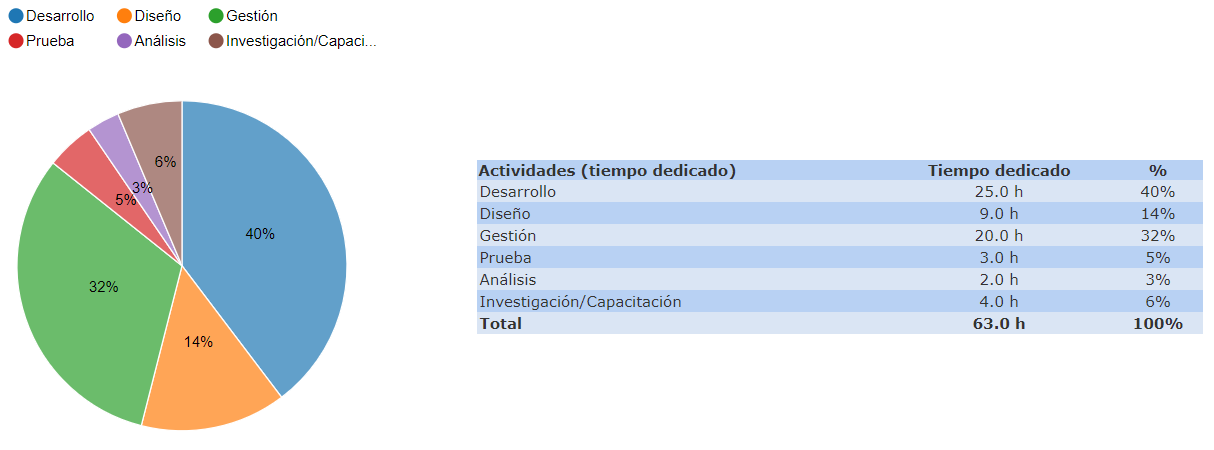 Desarrollo Diseño Gestión
Prueba Análisis Investigación/Capaci...
6%
3%
5%
40%
32%
14%
Actividades (tiempo dedicado) Tiempo dedicado %
Desarrollo 25.0 h 40%
Diseño 9.0 h 14%
Gestión 20.0 h 32%
Prueba 3.0 h 5%
Análisis 2.0 h 3%
Investigación/Capacitación 4.0 h 6%
Total 63.0 h 100%